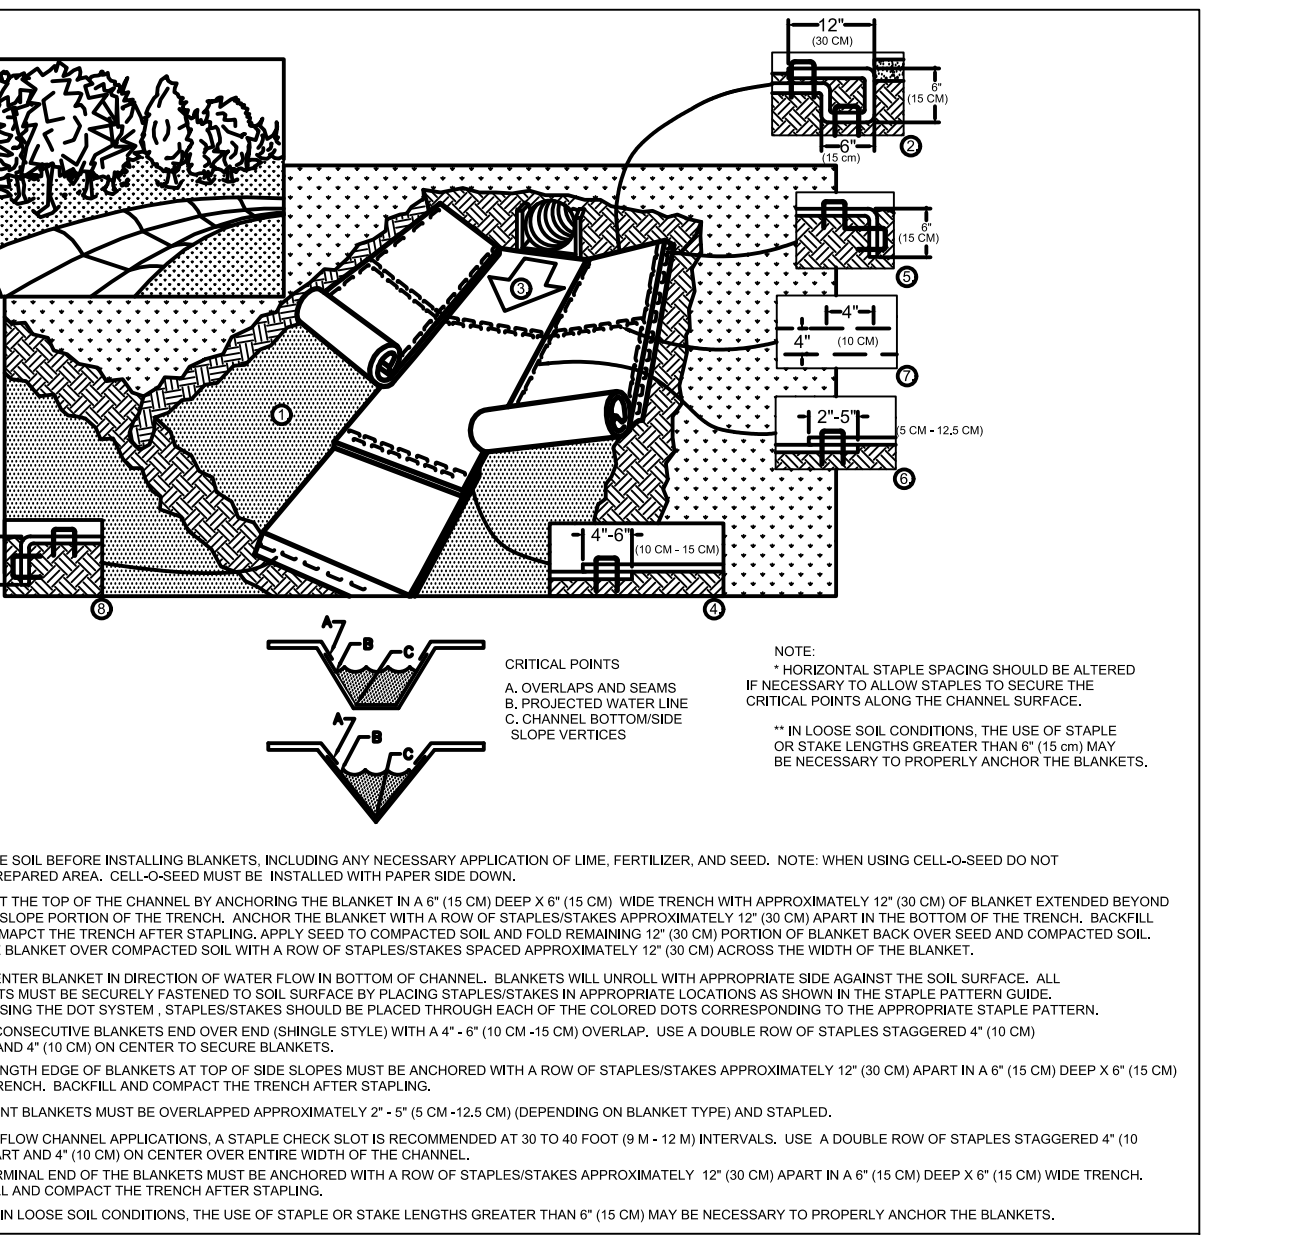 12"
(30 CM)
6"
(15 CM)
6"
(15 cm)
2
5
6"
(15 CM)
3
4"
4"
(10 CM)
7
1
2"-5"
(5 CM - 12.5 CM)
6
4"-6"
(10 CM - 15 CM)
8
4
A
B
C
A
B
C
CRITICAL POINTS
A. OVERLAPS AND SEAMS
B. PROJECTED WATER LINE
C. CHANNEL BOTTOM/SIDE
SLOPE VERTICES
NOTE:
* HORIZONTAL STAPLE SPACING SHOULD BE ALTERED
IF NECESSARY TO ALLOW STAPLES TO SECURE THE
CRITICAL POINTS ALONG THE CHANNEL SURFACE.
** IN LOOSE SOIL CONDITIONS, THE USE OF STAPLE
OR STAKE LENGTHS GREATER THAN 6" (15 cm) MAY
BE NECESSARY TO PROPERLY ANCHOR THE BLANKETS.
E SOIL BEFORE INSTALLING BLANKETS, INCLUDING ANY NECESSARY APPLICATION OF LIME, FERTILIZER, AND SEED. NOTE: WHEN USING CELL-O-SEED DO NOT
REPARED AREA. CELL-O-SEED MUST BE INSTALLED WITH PAPER SIDE DOWN.
T THE TOP OF THE CHANNEL BY ANCHORING THE BLANKET IN A 6" (15 CM) DEEP X 6" (15 CM) WIDE TRENCH WITH APPROXIMATELY 12" (30 CM) OF BLANKET EXTENDED BEYOND
SLOPE PORTION OF THE TRENCH. ANCHOR THE BLANKET WITH A ROW OF STAPLES/STAKES APPROXIMATELY 12" (30 CM) APART IN THE BOTTOM OF THE TRENCH. BACKFILL
MAPCT THE TRENCH AFTER STAPLING. APPLY SEED TO COMPACTED SOIL AND FOLD REMAINING 12" (30 CM) PORTION OF BLANKET BACK OVER SEED AND COMPACTED SOIL.
E BLANKET OVER COMPACTED SOIL WITH A ROW OF STAPLES/STAKES SPACED APPROXIMATELY 12" (30 CM) ACROSS THE WIDTH OF THE BLANKET.
ENTER BLANKET IN DIRECTION OF WATER FLOW IN BOTTOM OF CHANNEL. BLANKETS WILL UNROLL WITH APPROPRIATE SIDE AGAINST THE SOIL SURFACE. ALL
TS MUST BE SECURELY FASTENED TO SOIL SURFACE BY PLACING STAPLES/STAKES IN APPROPRIATE LOCATIONS AS SHOWN IN THE STAPLE PATTERN GUIDE.
SING THE DOT SYSTEM , STAPLES/STAKES SHOULD BE PLACED THROUGH EACH OF THE COLORED DOTS CORRESPONDING TO THE APPROPRIATE STAPLE PATTERN.
CONSECUTIVE BLANKETS END OVER END (SHINGLE STYLE) WITH A 4" - 6" (10 CM -15 CM) OVERLAP. USE A DOUBLE ROW OF STAPLES STAGGERED 4" (10 CM)
AND 4" (10 CM) ON CENTER TO SECURE BLANKETS.
NGTH EDGE OF BLANKETS AT TOP OF SIDE SLOPES MUST BE ANCHORED WITH A ROW OF STAPLES/STAKES APPROXIMATELY 12" (30 CM) APART IN A 6" (15 CM) DEEP X 6" (15 CM)
RENCH. BACKFILL AND COMPACT THE TRENCH AFTER STAPLING.
NT BLANKETS MUST BE OVERLAPPED APPROXIMATELY 2" - 5" (5 CM -12.5 CM) (DEPENDING ON BLANKET TYPE) AND STAPLED.
FLOW CHANNEL APPLICATIONS, A STAPLE CHECK SLOT IS RECOMMENDED AT 30 TO 40 FOOT (9 M - 12 M) INTERVALS. USE A DOUBLE ROW OF STAPLES STAGGERED 4" (10
ART AND 4" (10 CM) ON CENTER OVER ENTIRE WIDTH OF THE CHANNEL.
RMINAL END OF THE BLANKETS MUST BE ANCHORED WITH A ROW OF STAPLES/STAKES APPROXIMATELY 12" (30 CM) APART IN A 6" (15 CM) DEEP X 6" (15 CM) WIDE TRENCH.
L AND COMPACT THE TRENCH AFTER STAPLING.
IN LOOSE SOIL CONDITIONS, THE USE OF STAPLE OR STAKE LENGTHS GREATER THAN 6" (15 CM) MAY BE NECESSARY TO PROPERLY ANCHOR THE BLANKETS.